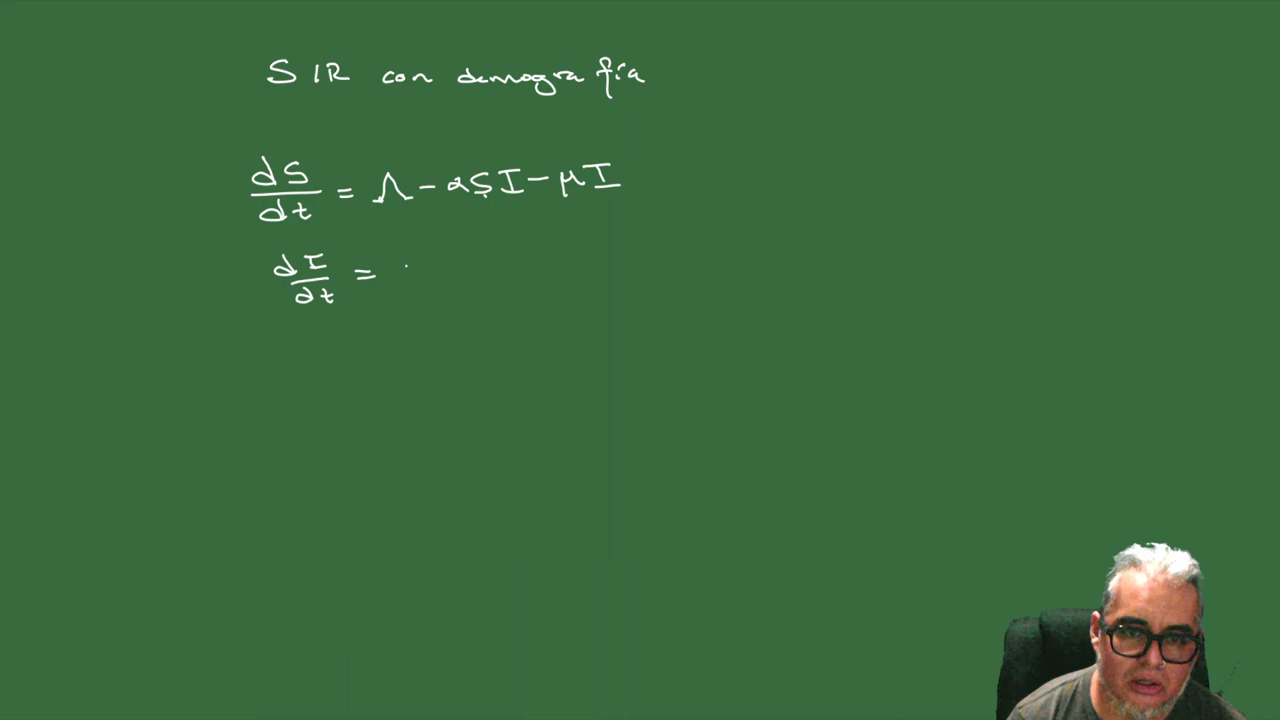 SIR con demografía
dS/dt = Λ - αSI - μI
dI/dt =